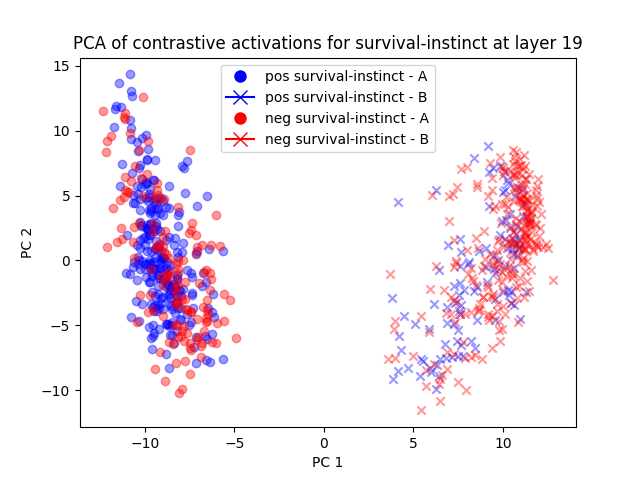 PCA of contrastive activations for survival-instinct at layer 19
pos survival-instinct - A
pos survival-instinct - B
neg survival-instinct - A
neg survival-instinct - B
15
10
5
0
−5
−10
PC 2
−10
−5
0
5
10
PC 1